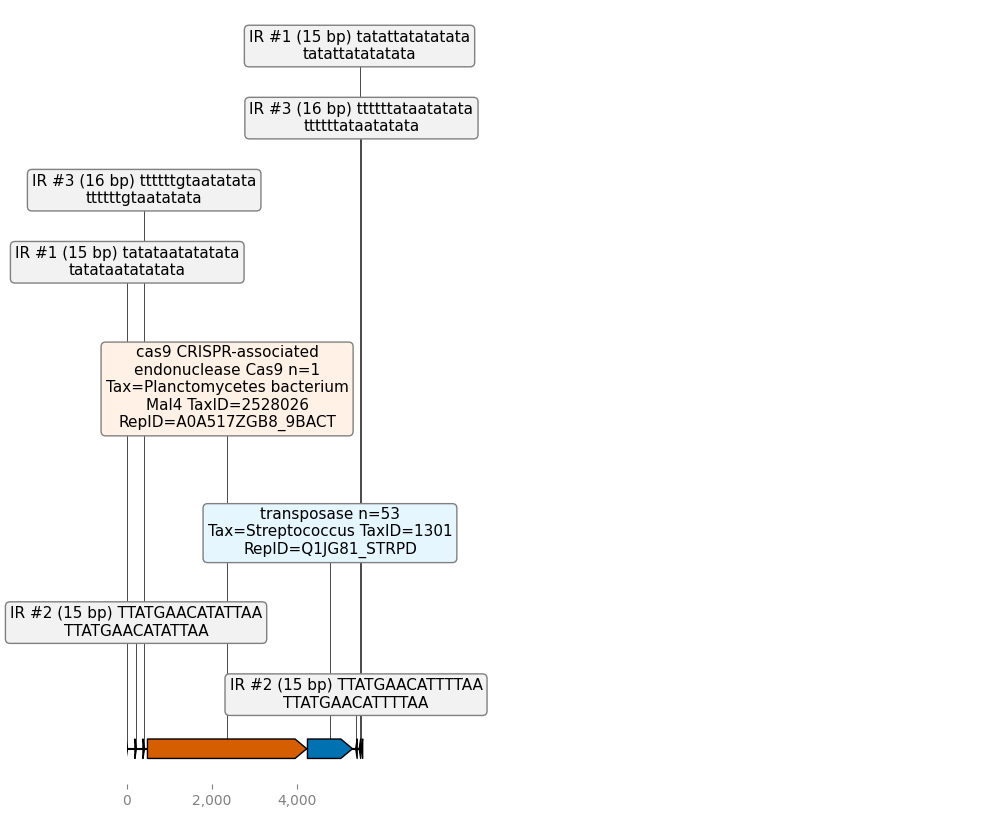 IR #1 (15 bp) tatattatatatata
tatattatatatata
IR #3 (16 bp) ttttttataatatata
ttttttataatatata
IR #3 (16 bp) ttttttgtaatatata
ttttttgtaatatata
IR #1 (15 bp) tatataatatatata
tatataatatatata
cas9 CRISPR-associated
endonuclease Cas9 n=1
Tax=Planctomycetes bacterium
Mal4 TaxID=2528026
RepID=A0A517ZGB8_9BACT
transposase n=53
Tax=Streptococcus TaxID=1301
RepID=Q1JG81_STRPD
IR #2 (15 bp) TTATGAACATATTAA
TTATGAACATATTAA
IR #2 (15 bp) TTATGAACATTTTAA
TTATGAACATTTTAA
0
2,000
4,000